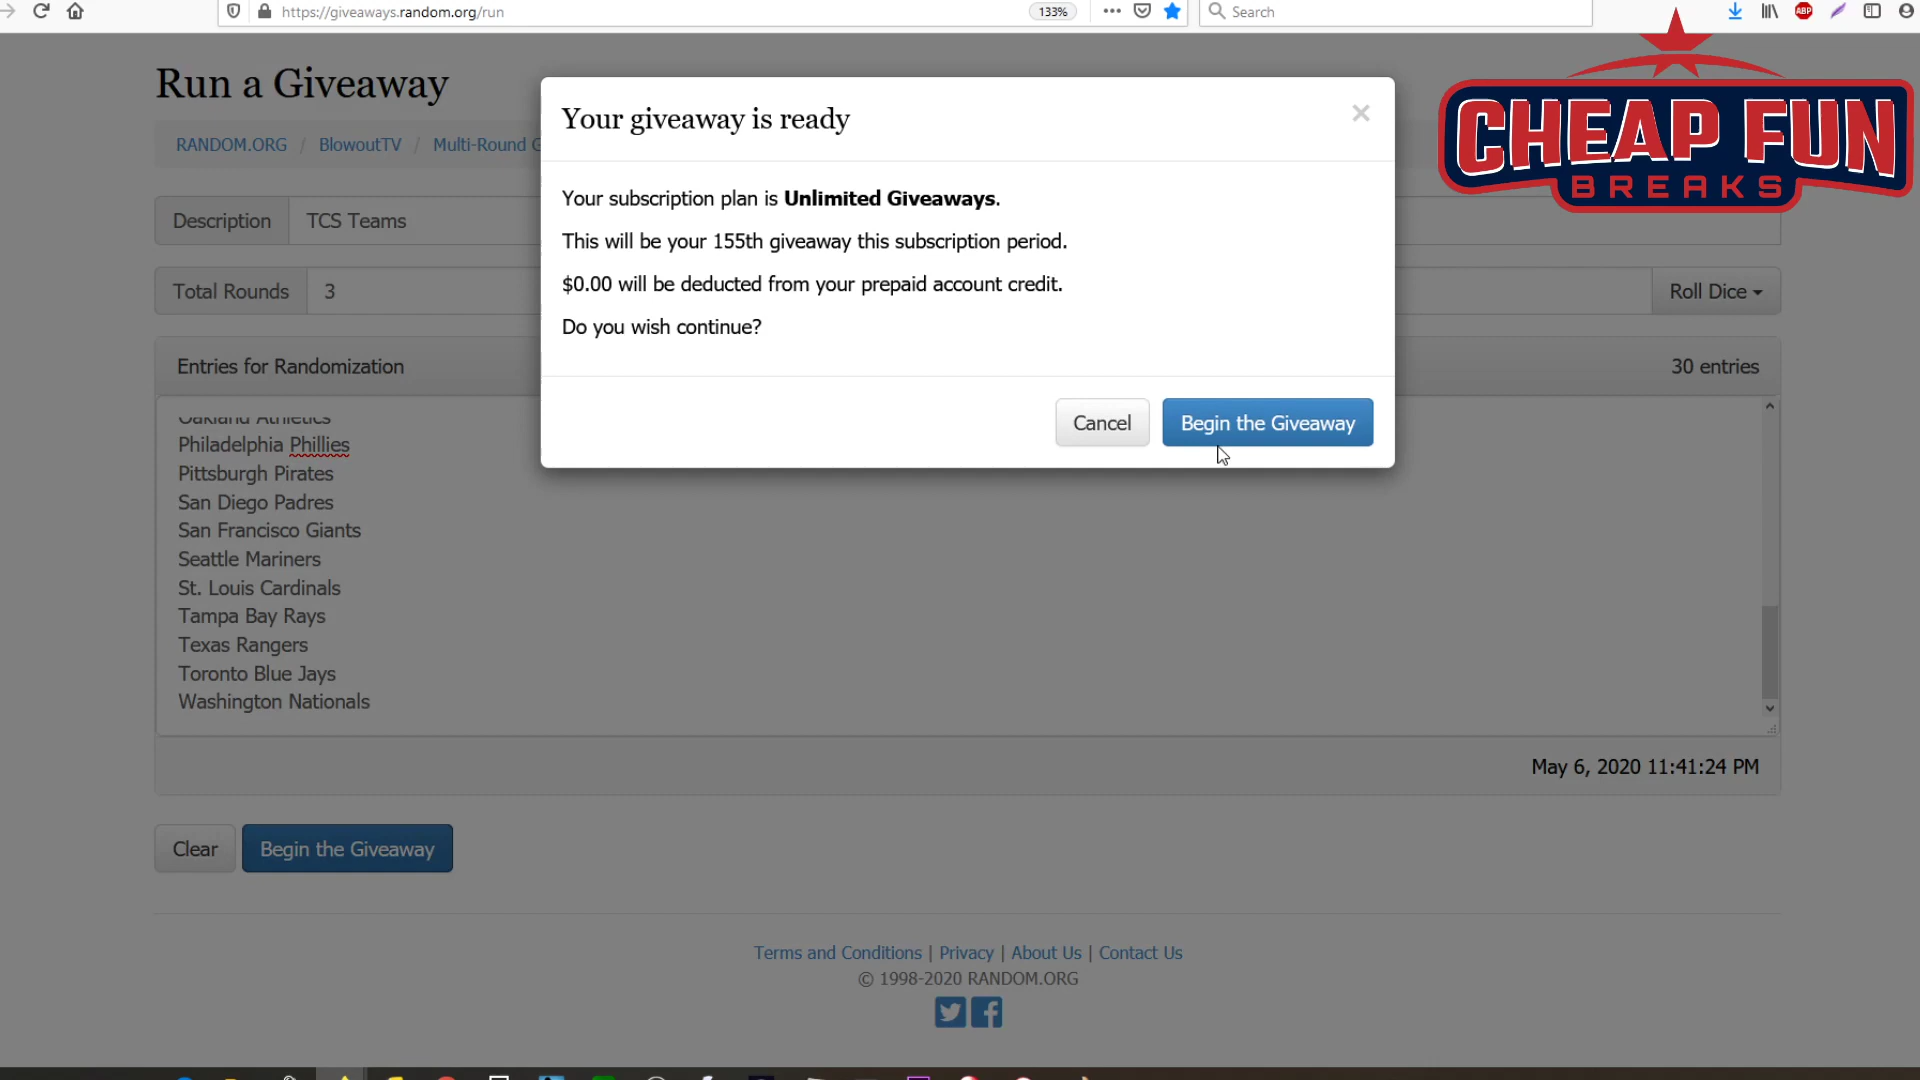 https://giveaways.random.org/run
133%
Search
ABP
CHEAP FUN
BREAKS
Run a Giveaway
RANDOM.ORG / BlowoutTV / Multi-Round G
Your giveaway is ready
×
Your subscription plan is Unlimited Giveaways.
This will be your 155th giveaway this subscription period.
$0.00 will be deducted from your prepaid account credit.
Do you wish continue?
Cancel
Begin the Giveaway
Description
TCS Teams
Total Rounds
3
Roll Dice
Entries for Randomization
30 entries
Oakland Athletics
Philadelphia Phillies
Pittsburgh Pirates
San Diego Padres
San Francisco Giants
Seattle Mariners
St. Louis Cardinals
Tampa Bay Rays
Texas Rangers
Toronto Blue Jays
Washington Nationals
May 6, 2020 11:41:24 PM
Clear
Begin the Giveaway
Terms and Conditions | Privacy | About Us | Contact Us
© 1998-2020 RANDOM.ORG